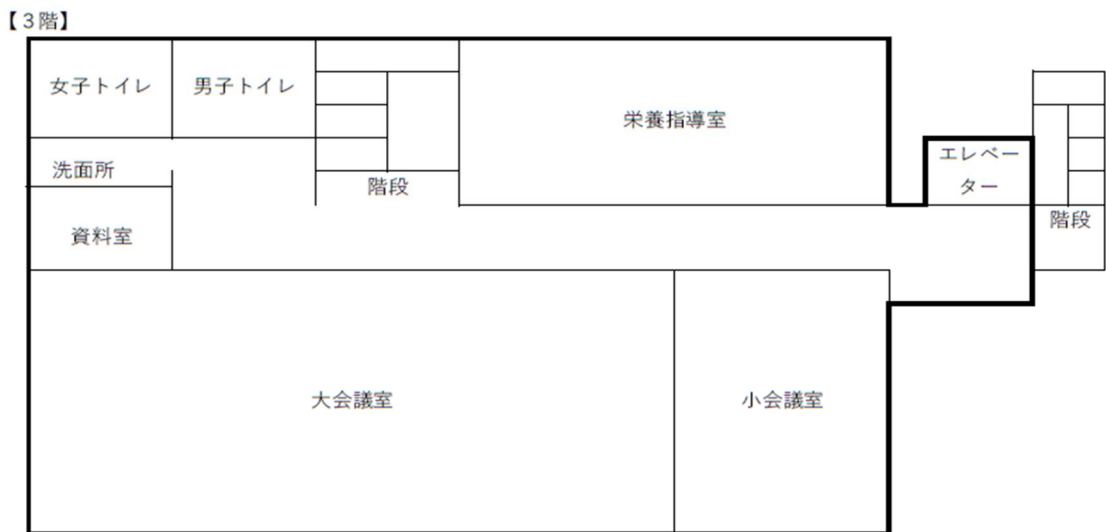 【3階】
女子トイレ
男子トイレ
栄養指導室
エレベー
ター
洗面所
階段
階段
資料室
大会議室
小会議室